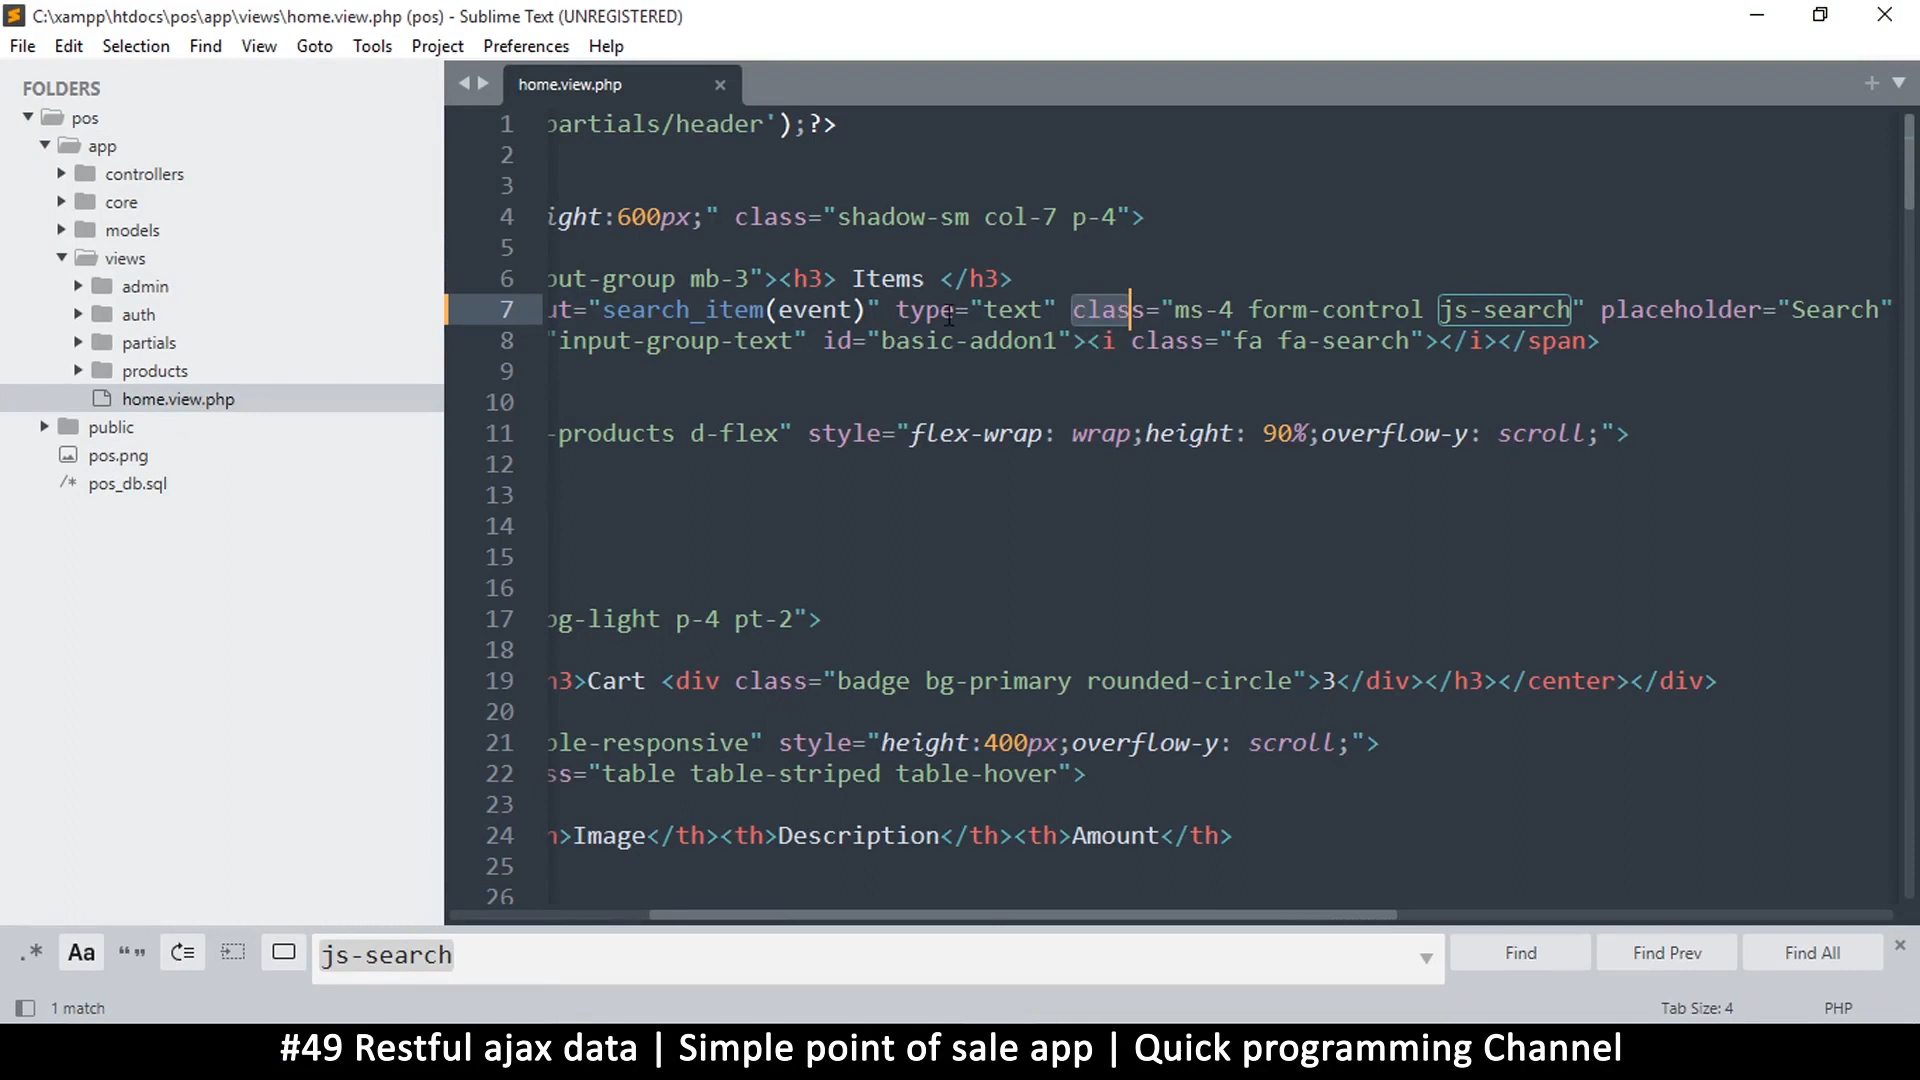 C:\xampp\htdocs\pos\app\views\home.view.php (pos) - Sublime Text (UNREGISTERED)
File Edit Selection Find View Goto Tools Project Preferences Help
FOLDERS
pos
app
controllers
core
models
views
admin
auth
partials
products
home.view.php
public
pos.png
/* pos_db.sql
home.view.php
1 partials/header');?>
2
3
4 ight:600px;" class="shadow-sm col-7 p-4">
5
6 put-group mb-3"><h3> Items </h3>
7 ut="search_item(event)" type="text" class="ms-4 form-control js-search" placeholder="Search"
8 "input-group-text" id="basic-addon1"><i class="fa fa-search"></i></span>
9
10
11 -products d-flex" style="flex-wrap: wrap;height: 90%;overflow-y: scroll;">
12
13
14
15
16
17 bg-light p-4 pt-2">
18
19 h3>Cart <div class="badge bg-primary rounded-circle">3</div></h3></center></div>
20
21 ble-responsive" style="height:400px;overflow-y: scroll;">
22 ss="table table-striped table-hover">
23
24 h>Image</th><th>Description</th><th>Amount</th>
25
26
.* Aa “ ” js-search Find Find Prev Find All
1 match Tab Size: 4 PHP
#49 Restful ajax data | Simple point of sale app | Quick programming Channel